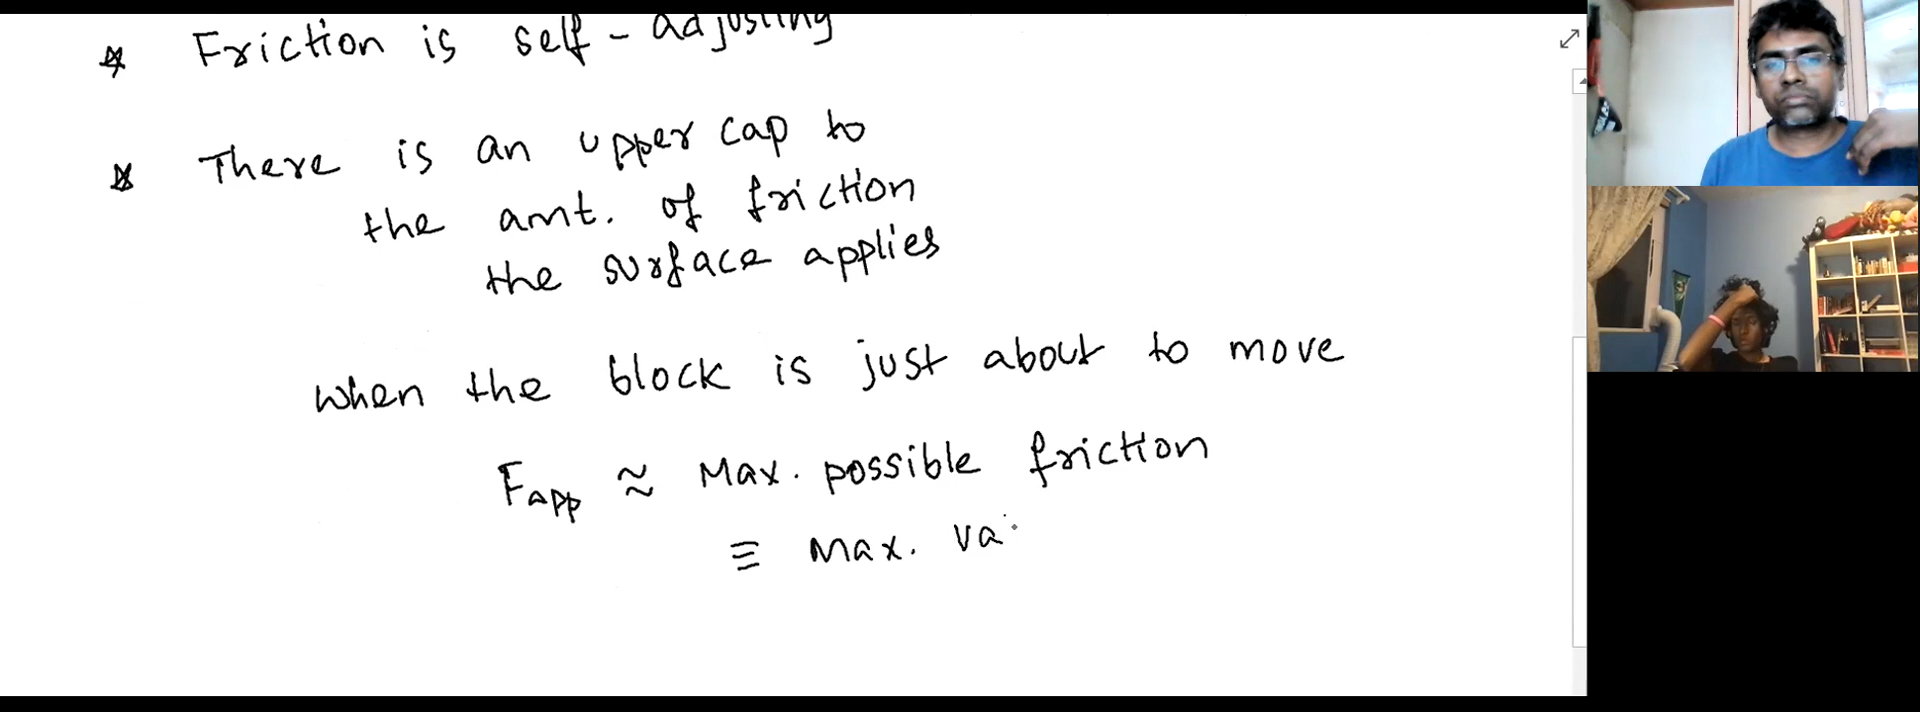 * Friction is self-adjusting
* There is an upper cap to
the amt. of friction
the surface applies
when the block is just about to move
Fapp ≈ Max. possible friction
≡ Max. va